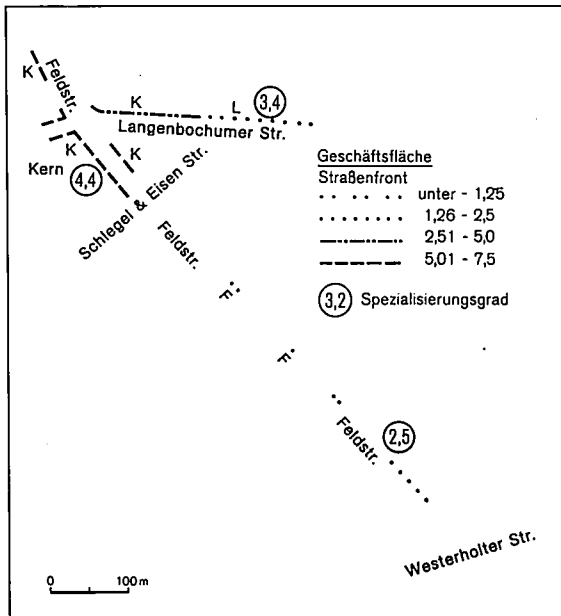 K
Feldstr.
K
L
3,4
Langenbochumer Str.
K
K
Kern
4,4
Schlegel & Eisen Str.
Feldstr.
F
F
2,5
Feldstr.
Westerholter Str.
Geschäftsfläche
Straßenfront
unter - 1,25
1,26 - 2,5
2,51 - 5,0
5,01 - 7,5
3,2 Spezialisierungsgrad
0 100 m